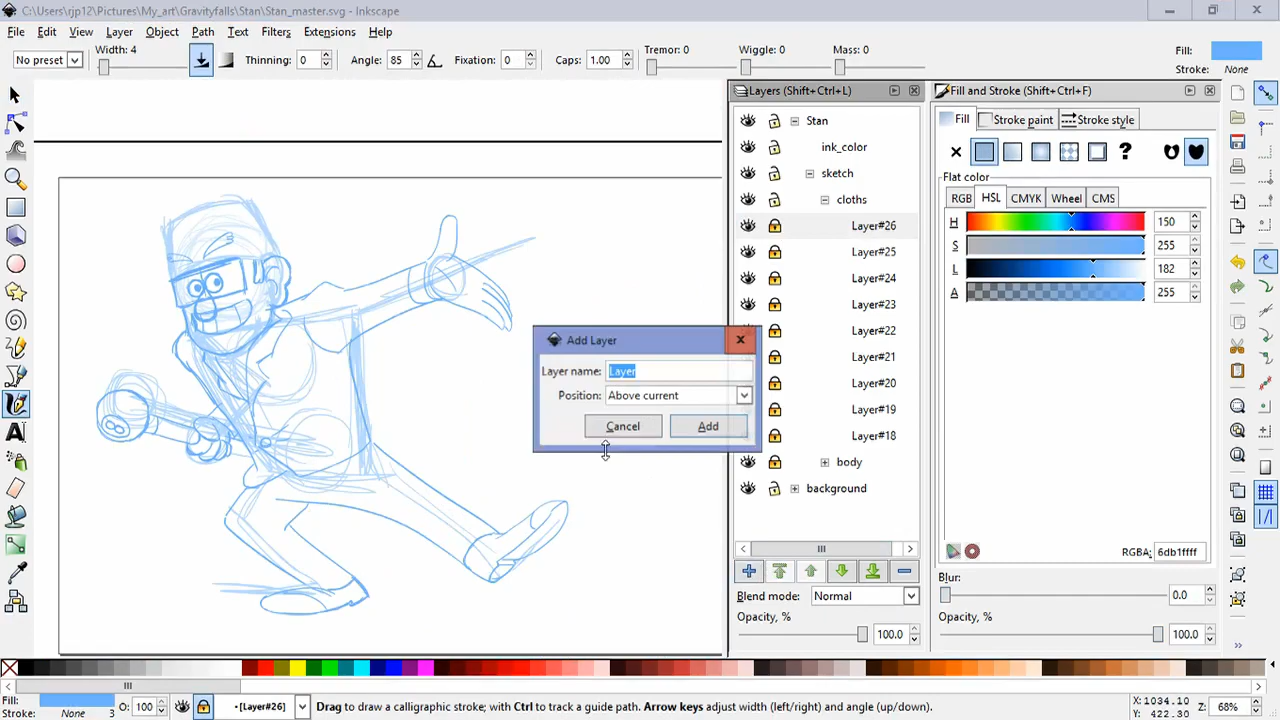 C:\Users\rjp12\Pictures\My_art\Gravityfalls\Stan\Stan_master.svg - Inkscape
File Edit View Layer Object Path Text Filters Extensions Help
No preset Width: 4 Thinning: 0 Angle: 85 Fixation: 0 Caps: 1.00 Tremor: 0 Wiggle: 0 Mass: 0 Fill:
Stroke: None
Layers (Shift+Ctrl+L)
Stan
ink_color
sketch
cloths
Layer#26
Layer#25
Layer#24
Layer#23
Layer#22
Layer#21
Layer#20
Layer#19
Layer#18
body
background
Blend mode: Normal
Opacity, %
100.0
Fill and Stroke (Shift+Ctrl+F)
Fill Stroke paint Stroke style
?
Flat color
RGB HSL CMYK Wheel CMS
H 150
S 255
L 182
A 255
RGBA: 6db1ffff
Blur:
0.0
Opacity, %
100.0
Add Layer
Layer name: Layer
Position: Above current
Cancel Add
Fill:
Stroke: None 3 O: 100 •[Layer#26] Drag to draw a calligraphic stroke; with Ctrl to track a guide path. Arrow keys adjust width (left/right) and angle (up/down).
X:1034.10
Y: 422.30
Z: 68%